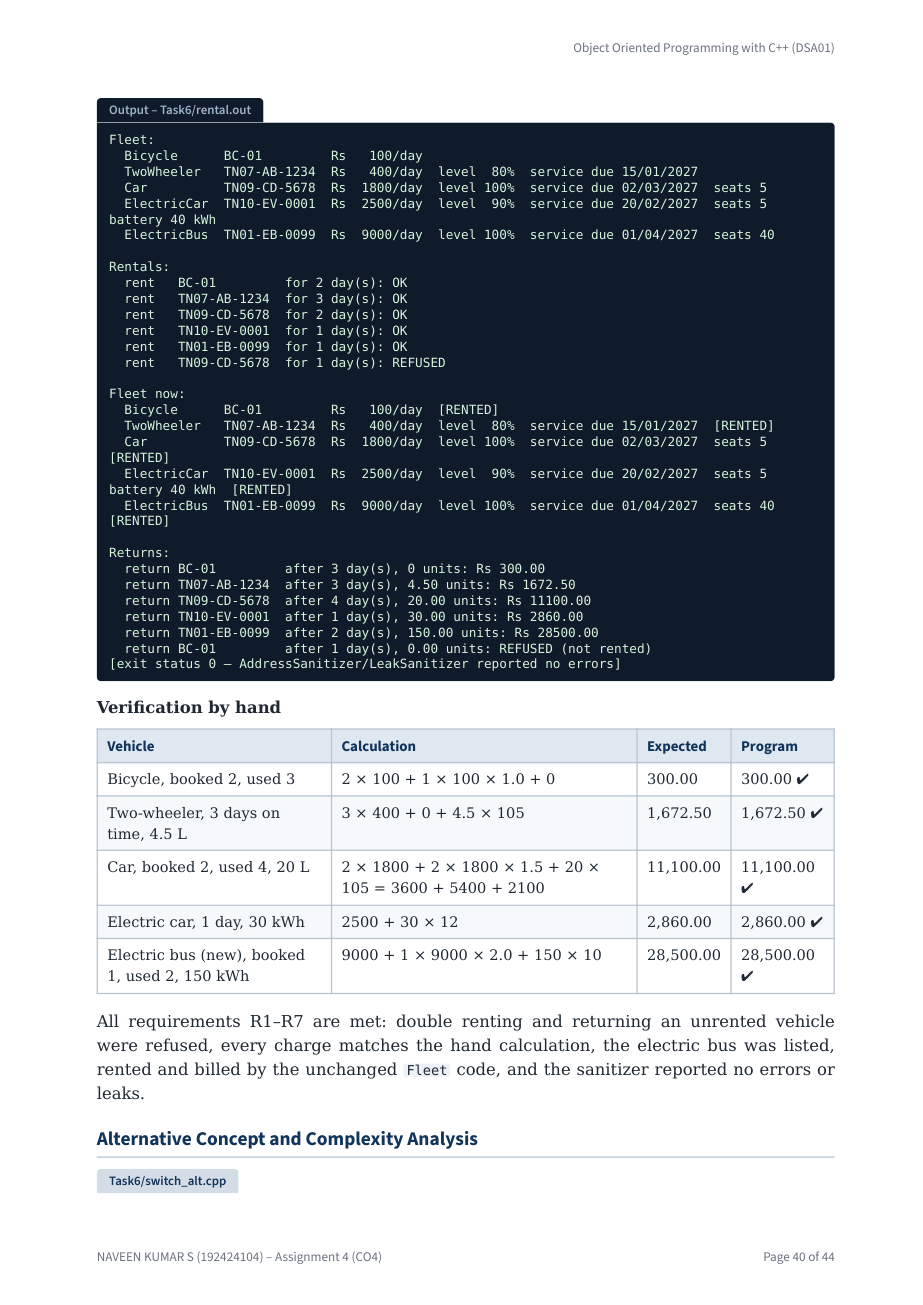 Object Oriented Programming with C++ (DSA01)
Output – Task6/rental.out
Fleet:
  Bicycle      BC-01         Rs   100/day
  TwoWheeler   TN07-AB-1234  Rs   400/day  level  80%  service due 15/01/2027
  Car          TN09-CD-5678  Rs  1800/day  level 100%  service due 02/03/2027  seats 5
  ElectricCar  TN10-EV-0001  Rs  2500/day  level  90%  service due 20/02/2027  seats 5
battery 40 kWh
  ElectricBus  TN01-EB-0099  Rs  9000/day  level 100%  service due 01/04/2027  seats 40
Rentals:
  rent   BC-01         for 2 day(s): OK
  rent   TN07-AB-1234  for 3 day(s): OK
  rent   TN09-CD-5678  for 2 day(s): OK
  rent   TN10-EV-0001  for 1 day(s): OK
  rent   TN01-EB-0099  for 1 day(s): OK
  rent   TN09-CD-5678  for 1 day(s): REFUSED
Fleet now:
  Bicycle      BC-01         Rs   100/day  [RENTED]
  TwoWheeler   TN07-AB-1234  Rs   400/day  level  80%  service due 15/01/2027  [RENTED]
  Car          TN09-CD-5678  Rs  1800/day  level 100%  service due 02/03/2027  seats 5
[RENTED]
  ElectricCar  TN10-EV-0001  Rs  2500/day  level  90%  service due 20/02/2027  seats 5
battery 40 kWh  [RENTED]
  ElectricBus  TN01-EB-0099  Rs  9000/day  level 100%  service due 01/04/2027  seats 40
[RENTED]
Returns:
  return BC-01         after 3 day(s), 0 units: Rs 300.00
  return TN07-AB-1234  after 3 day(s), 4.50 units: Rs 1672.50
  return TN09-CD-5678  after 4 day(s), 20.00 units: Rs 11100.00
  return TN10-EV-0001  after 1 day(s), 30.00 units: Rs 2860.00
  return TN01-EB-0099  after 2 day(s), 150.00 units: Rs 28500.00
  return BC-01         after 1 day(s), 0.00 units: REFUSED (not rented)
[exit status 0 — AddressSanitizer/LeakSanitizer reported no errors]
Verification by hand
Vehicle Calculation Expected Program
Bicycle, booked 2, used 3 2 × 100 + 1 × 100 × 1.0 + 0 300.00 300.00 ✔
Two-wheeler, 3 days on 3 × 400 + 0 + 4.5 × 105 1,672.50 1,672.50 ✔
time, 4.5 L
Car, booked 2, used 4, 20 L 2 × 1800 + 2 × 1800 × 1.5 + 20 × 11,100.00 11,100.00
105 = 3600 + 5400 + 2100 ✔
Electric car, 1 day, 30 kWh 2500 + 30 × 12 2,860.00 2,860.00 ✔
Electric bus (new), booked 9000 + 1 × 9000 × 2.0 + 150 × 10 28,500.00 28,500.00
1, used 2, 150 kWh ✔
All requirements R1–R7 are met: double renting and returning an unrented vehicle
were refused, every charge matches the hand calculation, the electric bus was listed,
rented and billed by the unchanged Fleet code, and the sanitizer reported no errors or
leaks.
Alternative Concept and Complexity Analysis
Task6/switch_alt.cpp
NAVEEN KUMAR S (192424104) – Assignment 4 (CO4) Page 40 of 44